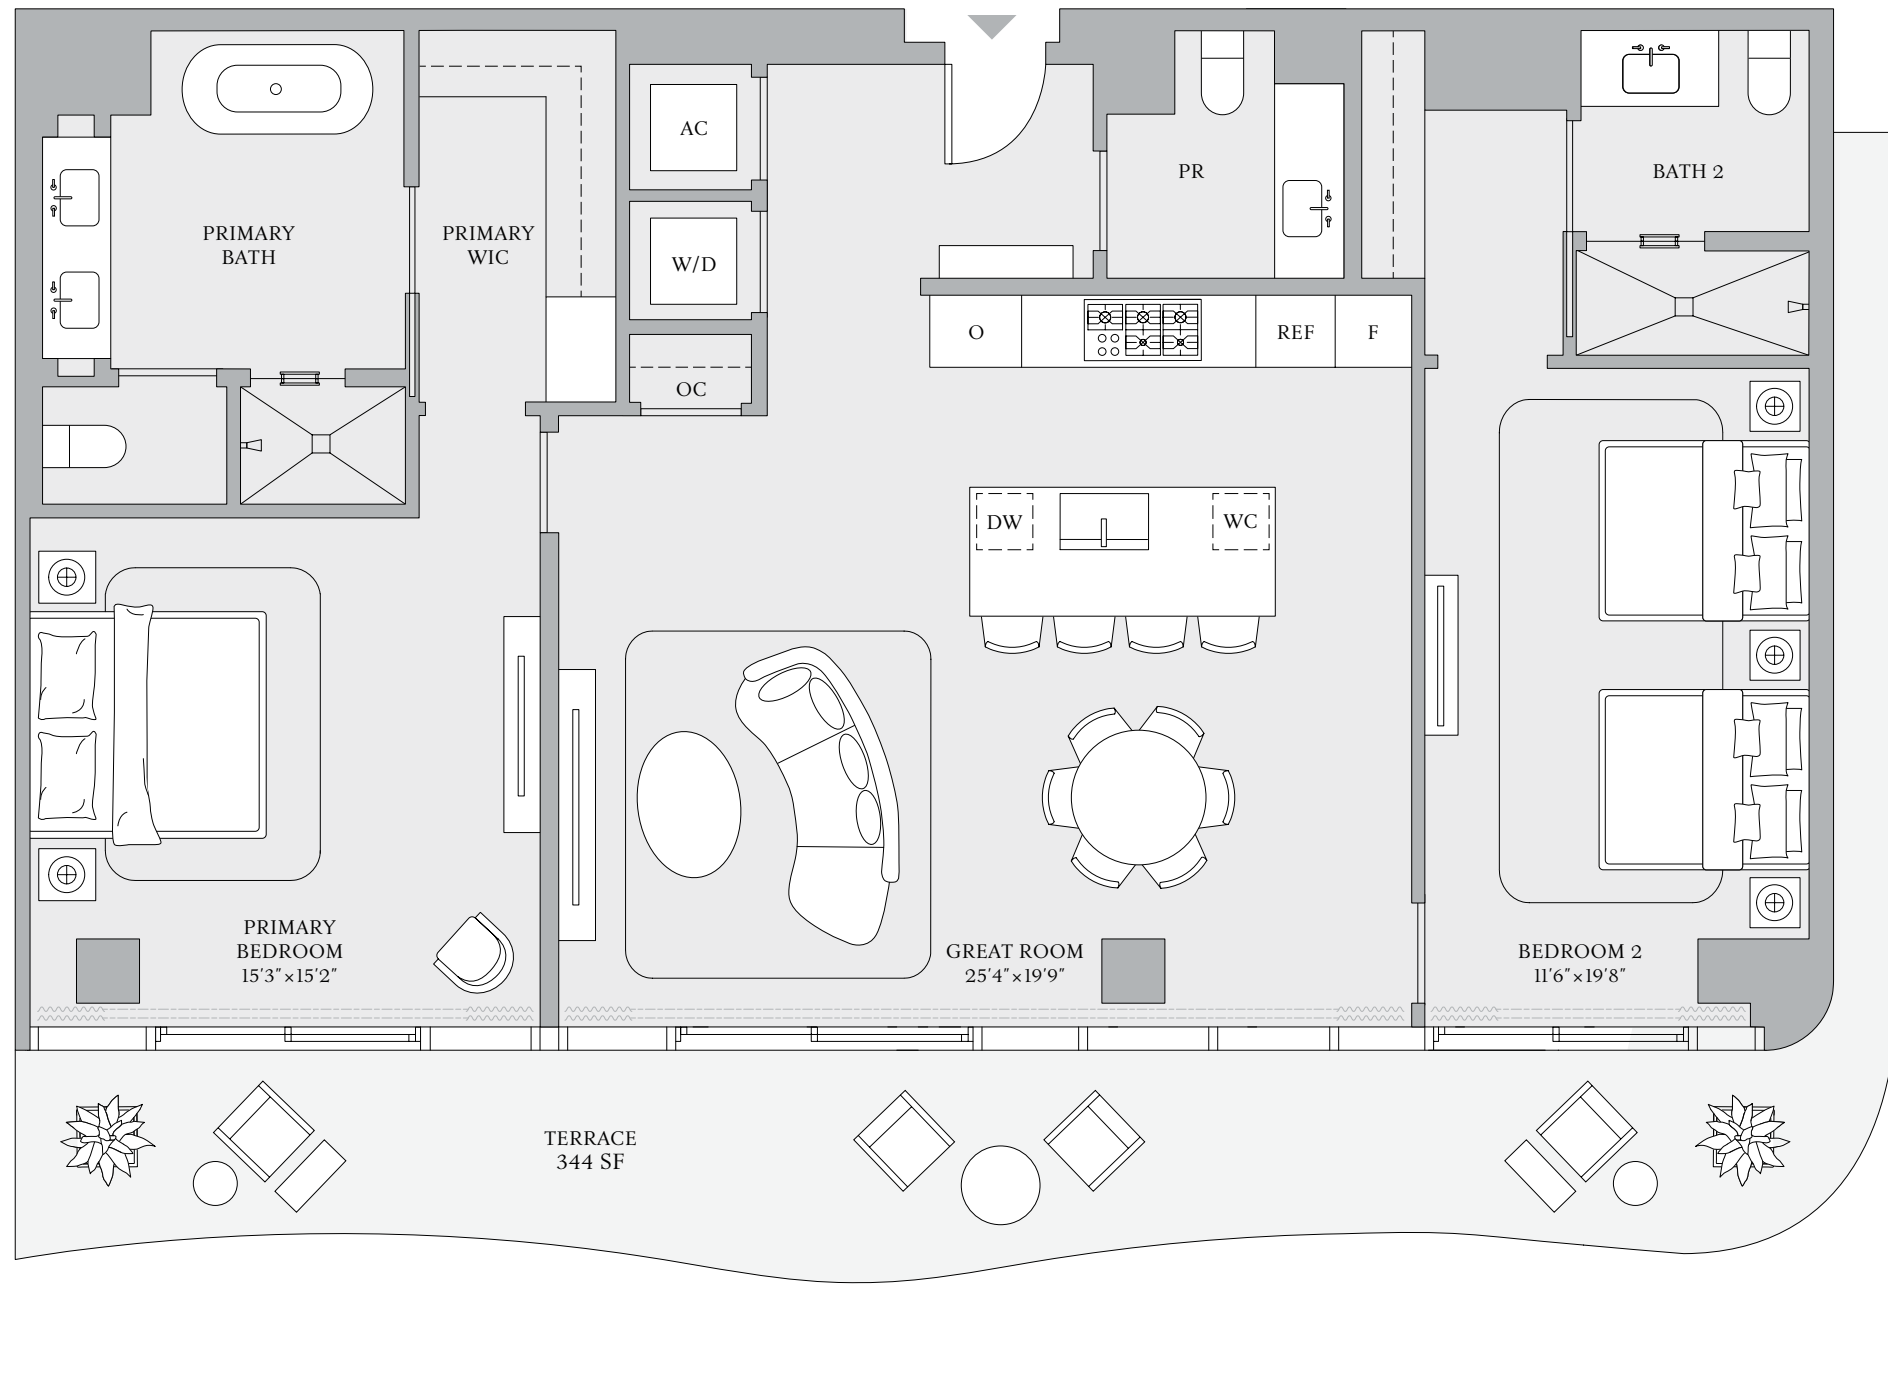 AC
PR
BATH 2
PRIMARY
BATH
PRIMARY
WIC
W/D
O
REF
F
OC
DW
WC
PRIMARY
BEDROOM
15'3"×15'2"
GREAT ROOM
25'4"×19'9"
BEDROOM 2
11'6"×19'8"
TERRACE
344 SF